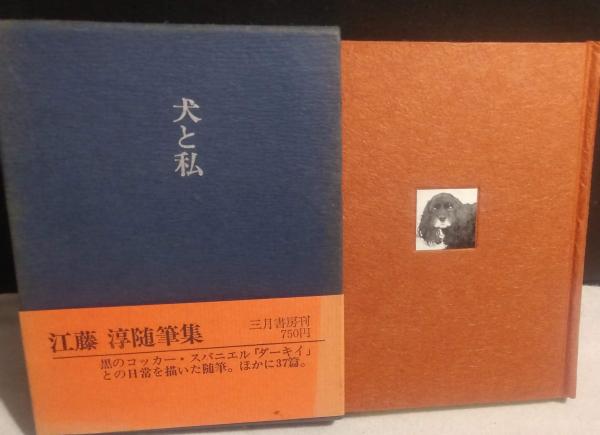 犬と私
江藤 淳随筆集
三月書房刊
750円
黒のコッカー・スパニエル「ダーキイ」
との日常を描いた随筆。ほかに37篇。